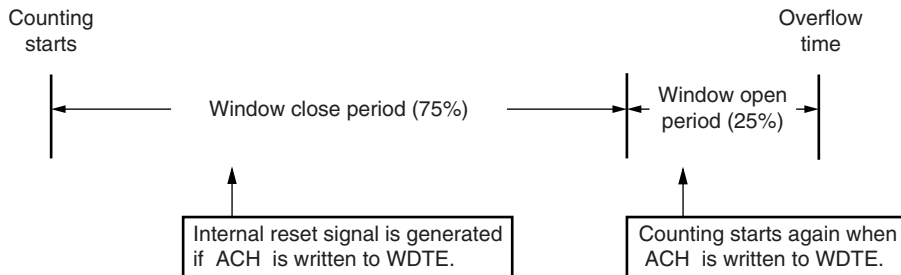 Counting
starts
Overflow
time
Window close period (75%)
Window open
period (25%)
Internal reset signal is generated
if ACH is written to WDTE.
Counting starts again when
ACH is written to WDTE.